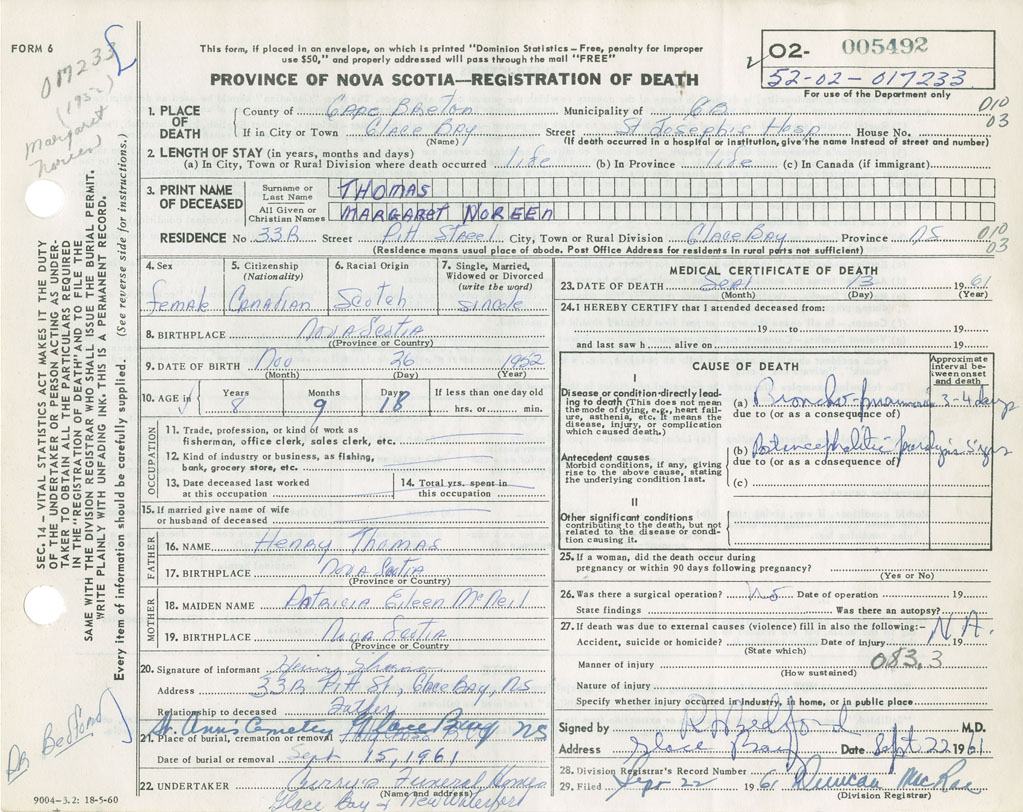 FORM 6
017233
(1952)
Margaret
Noreen)
This form, if placed in an envelope, on which is printed "Dominion Statistics—Free, penalty for improper
use $50," and properly addressed will pass through the mail "FREE"
PROVINCE OF NOVA SCOTIA—REGISTRATION OF DEATH
02- 005492
52-02-017233
For use of the Department only
1. PLACE OF DEATH
County of Cape Breton Municipality of C.B. 010
03
If in City or Town Glace Bay Street St Joseph's Hosp House No.
(Name) (If death occurred in a hospital or institution, give the name instead of street and number)
2. LENGTH OF STAY (in years, months and days)
(a) In City, Town or Rural Division where death occurred life (b) In Province life (c) In Canada (if immigrant)
3. PRINT NAME OF DECEASED
Surname or Last Name THOMAS
All Given or Christian Names MARGARET NOREEN
RESIDENCE No 33R Street Pitt Street City, Town or Rural Division Glace Bay Province NS 010
03
(Residence means usual place of abode. Post Office Address for residents in rural parts not sufficient)
4. Sex Female
5. Citizenship (Nationality) Canadian
6. Racial Origin Scotch
7. Single, Married, Widowed or Divorced (write the word) Single
8. BIRTHPLACE Nova Scotia
(Province or Country)
9. DATE OF BIRTH Nov 26 1952
(Month) (Day) (Year)
10. AGE in Years 8 Months 9 Days 18 If less than one day old hrs. or min.
OCCUPATION
11. Trade, profession, or kind of work as
fisherman, office clerk, sales clerk, etc.
12. Kind of industry or business, as fishing,
bank, grocery store, etc.
13. Date deceased last worked
at this occupation
14. Total yrs. spent in
this occupation
15. If married give name of wife
or husband of deceased
FATHER
16. NAME Henry Thomas
17. BIRTHPLACE Nova Scotia
(Province or Country)
MOTHER
18. MAIDEN NAME Patricia Eileen McNeil
19. BIRTHPLACE Nova Scotia
(Province or Country
20. Signature of informant Henry Thomas
Address 33R Pitt St, Glace Bay, NS
Relationship to deceased Father
St. Ann's Cemetry Glace Bay NS
21. Place of burial, cremation or removal
Date of burial or removal Sept 15, 1961
22. UNDERTAKER Curry's Funeral Homes
(Name and address)
Glace Bay & New Waterford
9004-3.2: 18-5-60
MEDICAL CERTIFICATE OF DEATH
23. DATE OF DEATH Sept 13 1961
(Month) (Day) (Year)
24. I HEREBY CERTIFY that I attended deceased from:
19 to 19
and last saw h alive on 19
CAUSE OF DEATH
Approximate interval between onset and death
I
Disease or condition directly leading to death (This does not mean
the mode of dying, e.g., heart failure, asthenia, etc. It means the
disease, injury, or complication
which caused death.)
(a) Broncho-pneumonia 3-4 days
due to (or as a consequence of)
Antecedent causes
Morbid conditions, if any, giving
rise to the above cause, stating
the underlying condition last.
(b) Postencephalitic paralysis
due to (or as a consequence of)
(c)
II
Other significant conditions
contributing to the death, but not
related to the disease or condition causing it.
25. If a woman, did the death occur during
pregnancy or within 90 days following pregnancy?
(Yes or No)
26. Was there a surgical operation? No Date of operation 19
State findings Was there an autopsy?
27. If death was due to external causes (violence) fill in also the following:- N.A.
Accident, suicide or homicide? Date of injury 19
(State which)
083.3
Manner of injury
(How sustained)
Nature of injury
Specify whether injury occurred in industry, in home, or in public place
Signed by R Bedford M.D.
Address Glace Bay Date Sept 22 1961
28. Division Registrar's Record Number
29. Filed Sept 22 1961 Duncan MacRae
(Division Registrar)
SEC. 14 — VITAL STATISTICS ACT MAKES IT THE DUTY
OF THE UNDERTAKER OR PERSON ACTING AS UNDERTAKER TO OBTAIN ALL THE PARTICULARS REQUIRED
IN THE "REGISTRATION OF DEATH" AND TO FILE THE
SAME WITH THE DIVISION REGISTRAR WHO SHALL ISSUE THE BURIAL PERMIT.
WRITE PLAINLY WITH UNFADING INK. THIS IS A PERMANENT RECORD.
Every item of information should be carefully supplied. (See reverse side for instructions.)
Dr Bedford